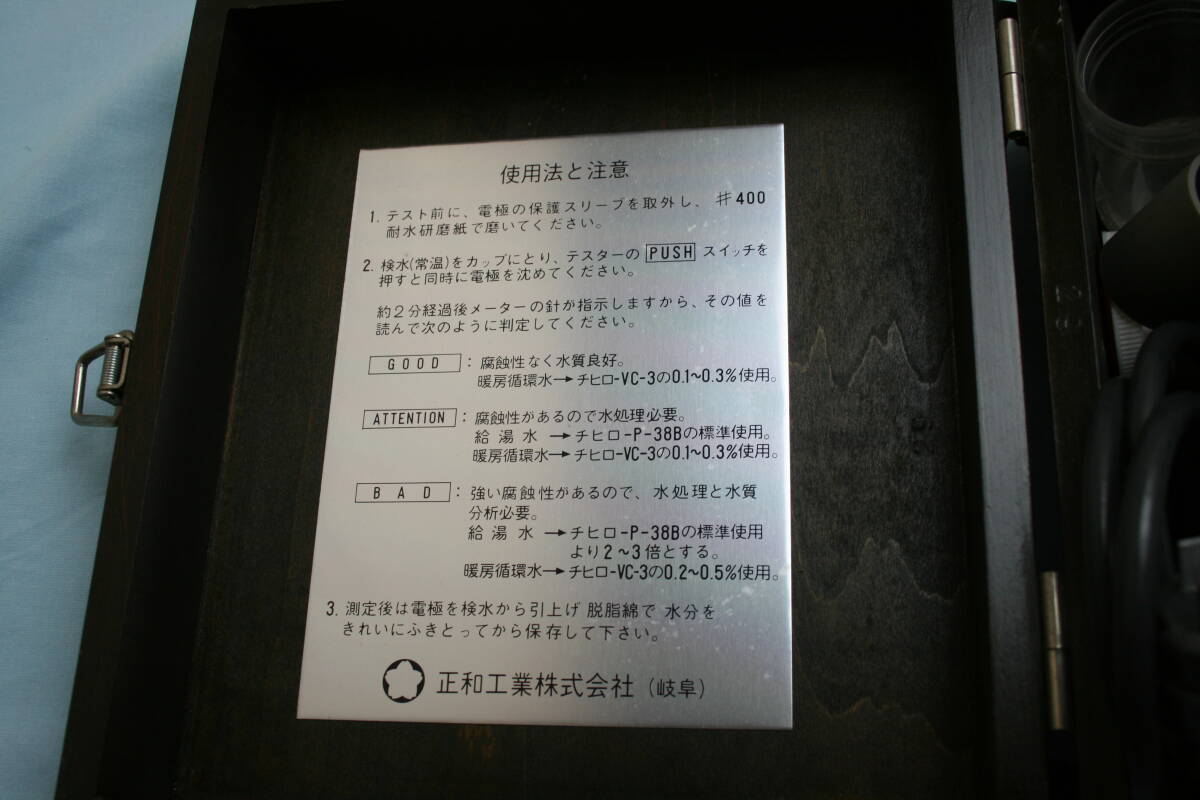 使用法と注意
1. テスト前に、電極の保護スリーブを取外し、#400
耐水研磨紙で磨いてください。
2. 検水(常温)をカップにとり、テスターの PUSH スイッチを
押すと同時に電極を沈めてください。
約2分経過後メーターの針が指示しますから、その値を
読んで次のように判定してください。
GOOD : 腐蝕性なく水質良好。
暖房循環水→チヒロ-VC-3の0.1~0.3%使用。
ATTENTION : 腐蝕性があるので水処理必要。
給湯水→チヒロ-P-38Bの標準使用。
暖房循環水→チヒロ-VC-3の0.1~0.3%使用。
BAD : 強い腐蝕性があるので、水処理と水質
分析必要。
給湯水→チヒロ-P-38Bの標準使用
より2~3倍とする。
暖房循環水→チヒロ-VC-3の0.2~0.5%使用。
3. 測定後は電極を検水から引上げ 脱脂綿で 水分を
きれいにふきとってから保存して下さい。
正和工業株式会社 (岐阜)